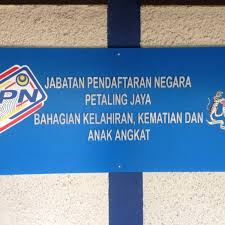 JPN
JABATAN PENDAFTARAN NEGARA
PETALING JAYA
BAHAGIAN KELAHIRAN, KEMATIAN DAN
ANAK ANGKAT